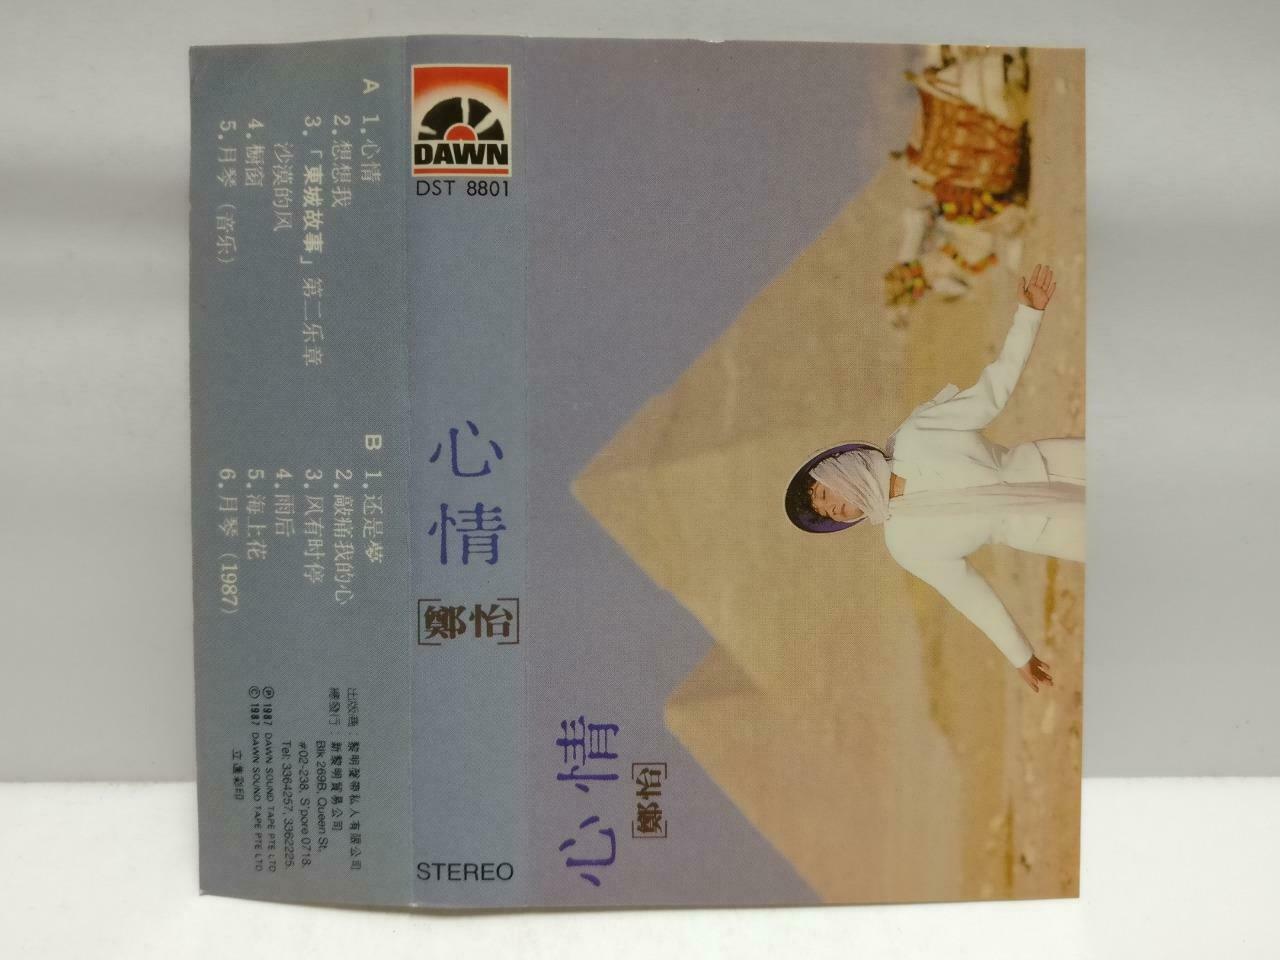 A
1.心情
2.想想我
3.「東城故事」第二乐章
沙漠的风
4.橱窗
5.月琴（音乐）
B
1.还是夢
2.敲痛我的心
3.风有时停
4.雨后
5.海上花
6.月琴（1987）
出版商：黎明聲帶私人有限公司
總發行：新黎明貿易公司
Blk 269B, Queen St,
#02-238, S'pore 0718.
Tel: 3364257, 3362225.
℗ 1987 DAWN SOUND TAPE PTE LTD
© 1987 DAWN SOUND TAPE PTE LTD
立進彩印
DAWN
DST 8801
心情
[鄭怡]
STEREO
心情
[鄭怡]